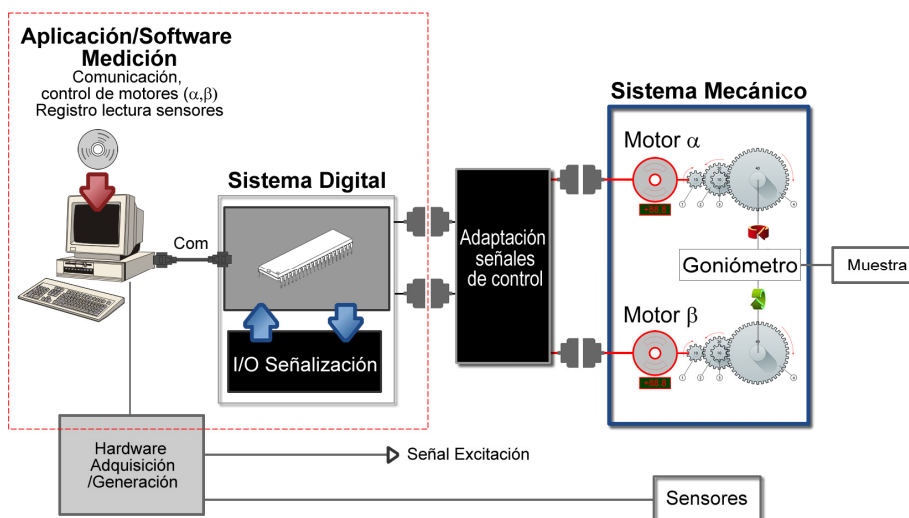 Aplicación/Software
Medición
Comunicación,
control de motores (α,β)
Registro lectura sensores
Com
Sistema Digital
I/O Señalización
Adaptación
señales
de control
Sistema Mecánico
Motor α
Goniómetro
Muestra
Motor β
Hardware
Adquisición
/Generación
Señal Excitación
Sensores